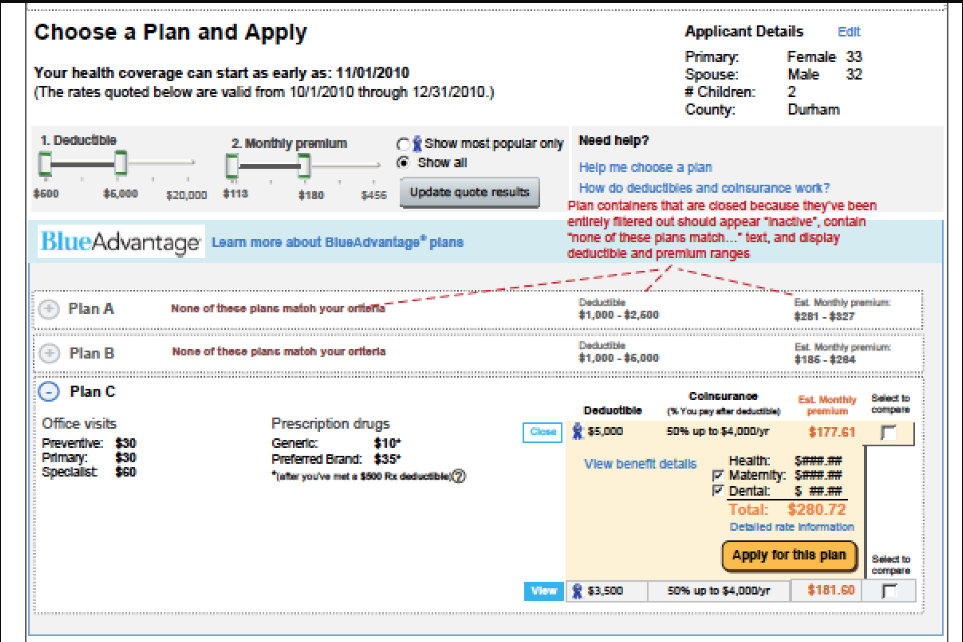 Choose a Plan and Apply
Your health coverage can start as early as: 11/01/2010
(The rates quoted below are valid from 10/1/2010 through 12/31/2010.)
Applicant Details Edit
Primary: Female 33
Spouse: Male 32
# Children: 2
County: Durham
1. Deductible
$500 $5,000 $20,000
2. Monthly premium
$113 $180 $456
Show most popular only
Show all
Update quote results
Need help?
Help me choose a plan
How do deductibles and coinsurance work?
Plan containers that are closed because they've been
entirely filtered out should appear "inactive", contain
"none of these plans match..." text, and display
deductible and premium ranges
BlueAdvantage Learn more about BlueAdvantage® plans
Plan A None of these plans match your criteria
Deductible
$1,000 - $2,500
Est. Monthly premium:
$281 - $327
Plan B None of these plans match your criteria
Deductible
$1,000 - $5,000
Est. Monthly premium:
$185 - $264
Plan C
Office visits
Preventive: $30
Primary: $30
Specialist: $60
Prescription drugs
Generic: $10*
Preferred Brand: $35*
*(after you've met a $500 Rx deductible)?
Deductible
Coinsurance
(% You pay after deductible)
Est. Monthly
premium
Select to
compare
Close $5,000 50% up to $4,000/yr $177.61
View benefit details
Health: $###.##
Maternity: $###.##
Dental: $ ##.##
Total: $280.72
Detailed rate information
Apply for this plan
Select to
compare
View $3,500 50% up to $4,000/yr $181.60